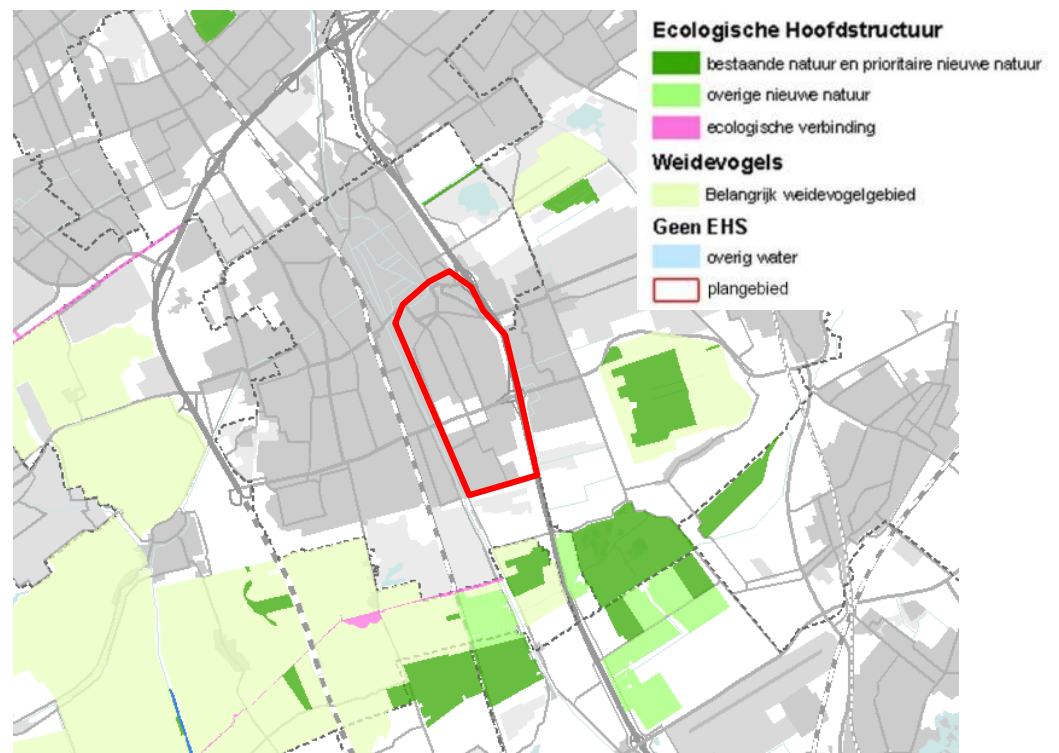 Ecologische Hoofdstructuur
bestaande natuur en prioritaire nieuwe natuur
overige nieuwe natuur
ecologische verbinding
Weidevogels
Belangrijk weidevogelgebied
Geen EHS
overig water
plangebied